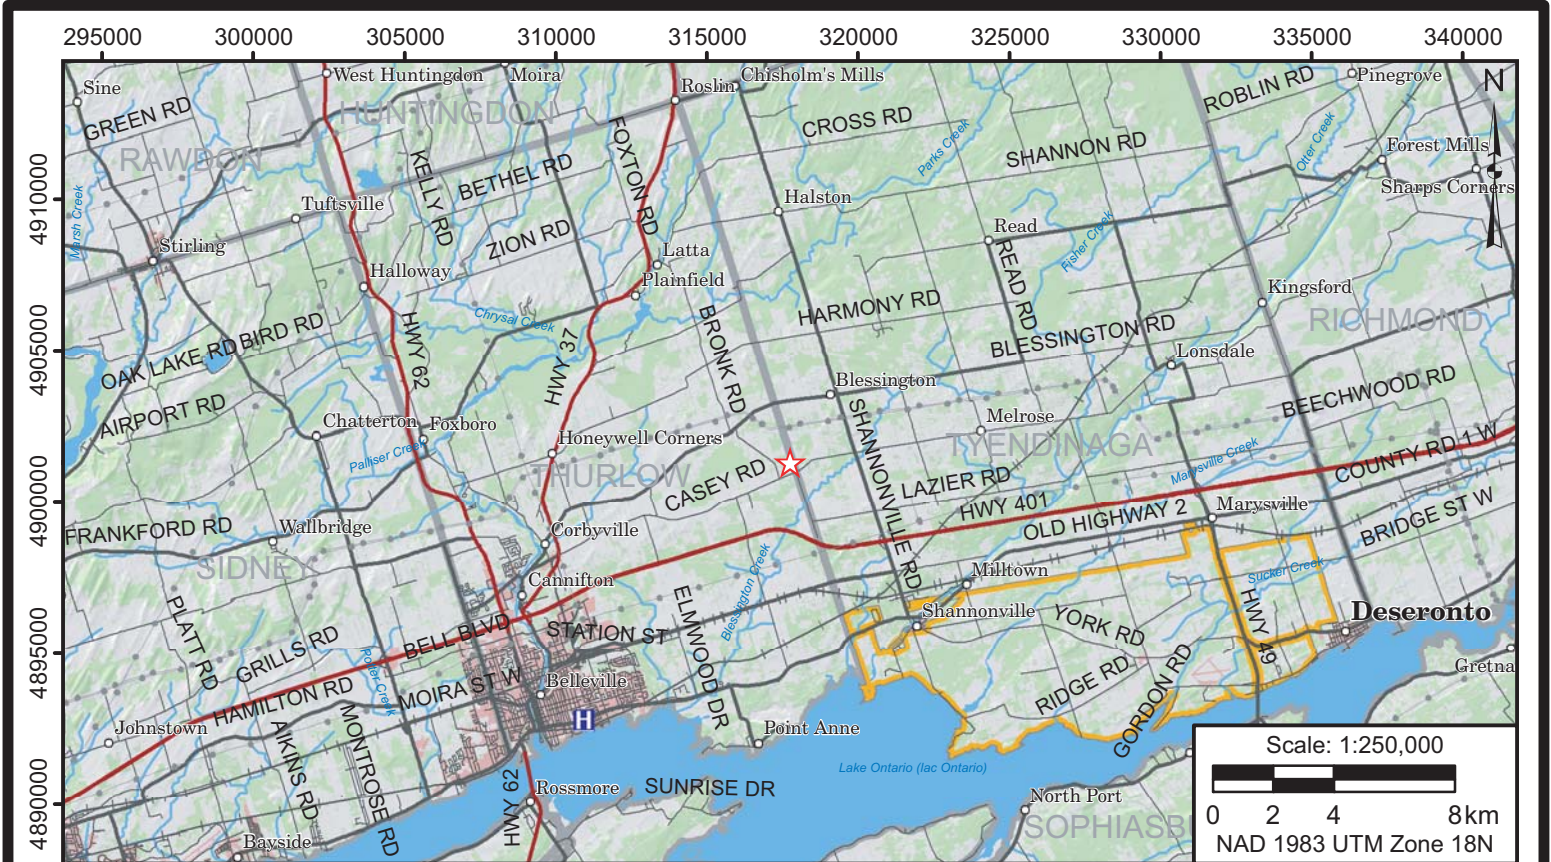 295000 300000 305000 310000 315000 320000 325000 330000 335000 340000
4910000
4905000
4900000
4895000
4890000
N
West Huntingdon
Moira
Chisholm's Mills
Pinegrove
Sine
Roslin
ROBLIN RD
GREEN RD
HUNTINGDON
CROSS RD
FOXTON RD
Parks Creek
Otter Creek
SHANNON RD
Forest Mills
RAWDON
KELLY RD
BETHEL RD
Sharps Corners
Marsh Creek
Tuftsville
Halston
Stirling
ZION RD
Latta
Read
READ RD
Fisher Creek
Halloway
Plainfield
Kingsford
HARMONY RD
RICHMOND
Chrysal Creek
BRONK RD
OAK LAKE RD
BIRD RD
HWY 62
HWY 37
BLESSINGTON RD
Lonsdale
Blessington
BEECHWOOD RD
AIRPORT RD
Chatterton
Foxboro
Melrose
Honeywell Corners
TYENDINAGA
Palliser Creek
THURLOW
CASEY RD
SHANNONVILLE RD
LAZIER RD
Marysville Creek
COUNTY RD 1 W
HWY 401
Marysville
OLD HIGHWAY 2
BRIDGE ST W
FRANKFORD RD
Wallbridge
Corbyville
SIDNEY
Cannifton
Milltown
Sucker Creek
Blessington Creek
ELMWOOD DR
Shannonville
YORK RD
HWY 49
Deseronto
PLATT RD
GRILLS RD
BELL BLVD
STATION ST
Potter Creek
Gretna
HAMILTON RD
MOIRA ST W
Belleville
RIDGE RD
GORDON RD
H
Johnstown
AIKINS RD
MONTROSE RD
Point Anne
Lake Ontario (lac Ontario)
HWY 62
Rossmore
SUNRISE DR
North Port
SOPHIASB
Bayside
Scale: 1:250,000
0 2 4 8 km
NAD 1983 UTM Zone 18N